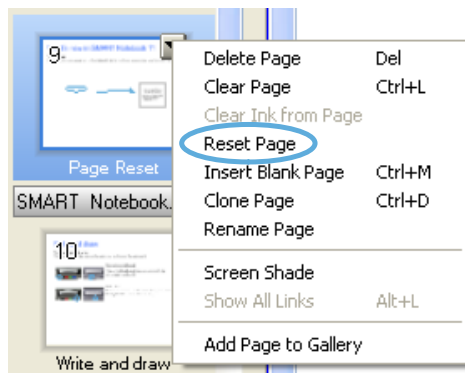 9
Page Reset
SMART Notebook.
10
Write and draw
Delete Page Del
Clear Page Ctrl+L
Clear Ink from Page
Reset Page
Insert Blank Page Ctrl+M
Clone Page Ctrl+D
Rename Page
Screen Shade
Show All Links Alt+L
Add Page to Gallery